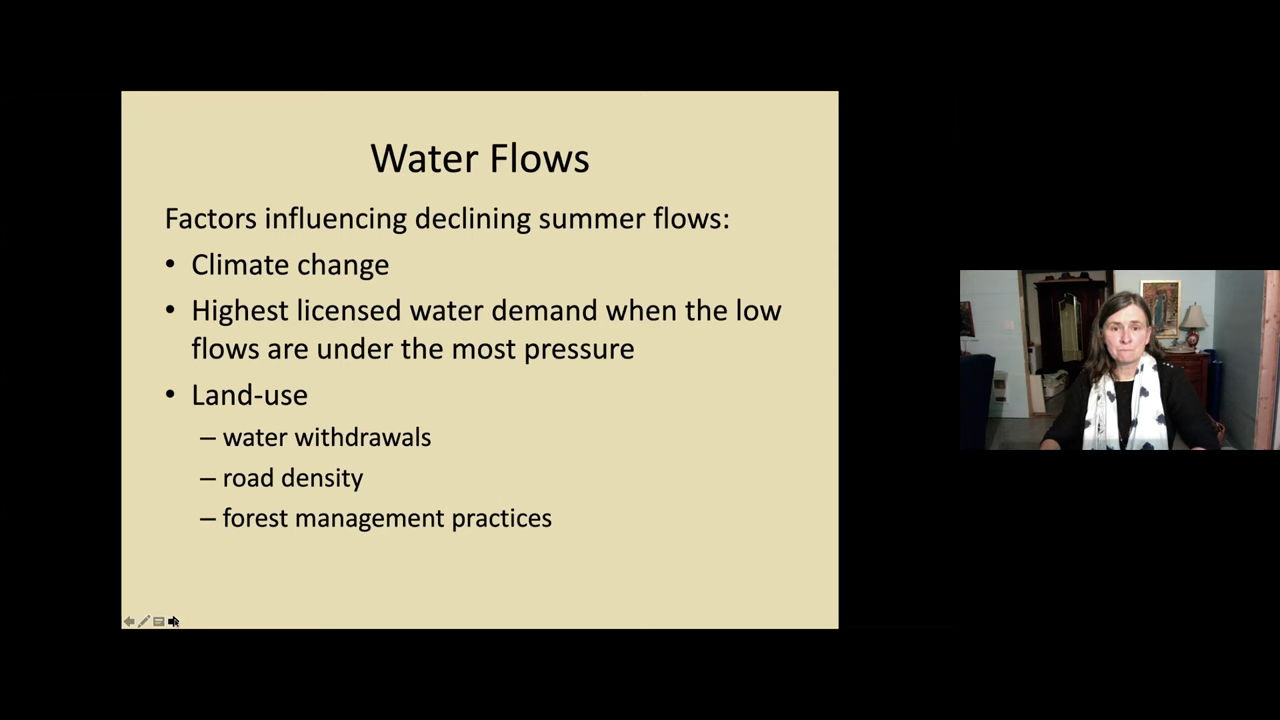 Water Flows
Factors influencing declining summer flows:
• Climate change
• Highest licensed water demand when the low
flows are under the most pressure
• Land-use
– water withdrawals
– road density
– forest management practices